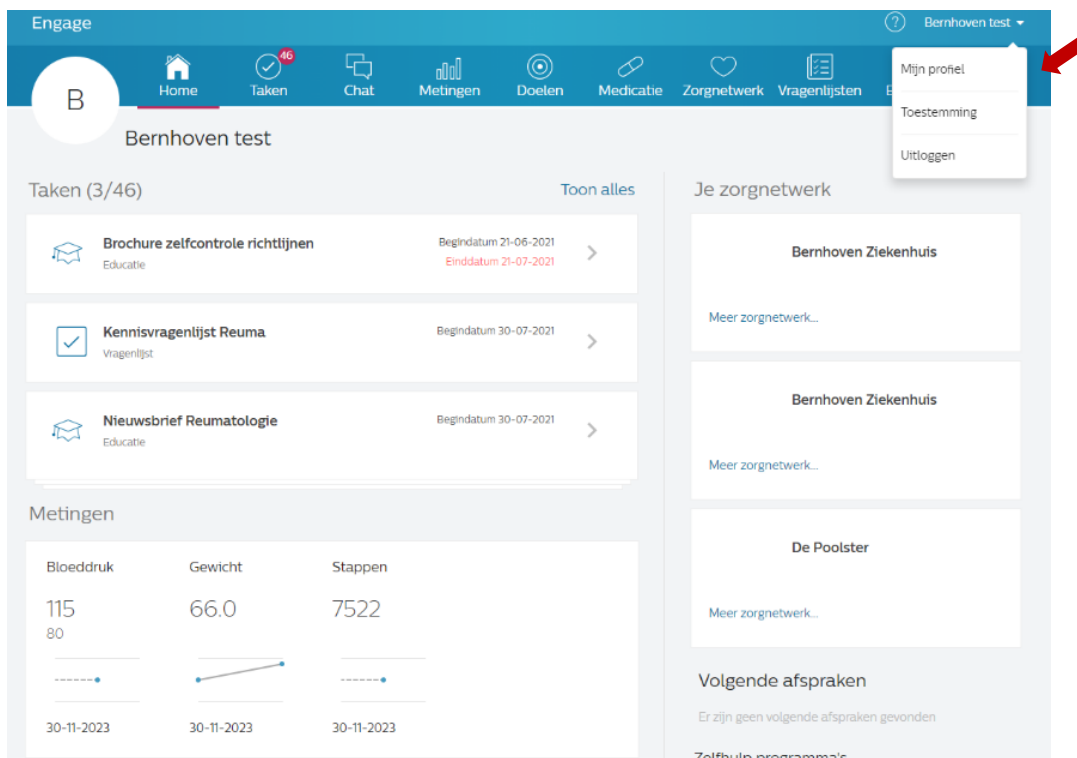 Engage
? Bernhoven test
B
Home
46
Taken
Chat
Metingen
Doelen
Medicatie
Zorgnetwerk
Vragenlijsten
Mijn profiel
Toestemming
Uitloggen
Bernhoven test
Taken (3/46)
Toon alles
Brochure zelfcontrole richtlijnen
Educatie
Begindatum 21-06-2021
Einddatum 21-07-2021
Kennisvragenlijst Reuma
Vragenlijst
Begindatum 30-07-2021
Nieuwsbrief Reumatologie
Educatie
Begindatum 30-07-2021
Metingen
Bloeddruk
115
80
30-11-2023
Gewicht
66.0
30-11-2023
Stappen
7522
30-11-2023
Je zorgnetwerk
Bernhoven Ziekenhuis
Meer zorgnetwerk...
Bernhoven Ziekenhuis
Meer zorgnetwerk...
De Poolster
Meer zorgnetwerk...
Volgende afspraken
Er zijn geen volgende afspraken gevonden
Zelfhulp programma's